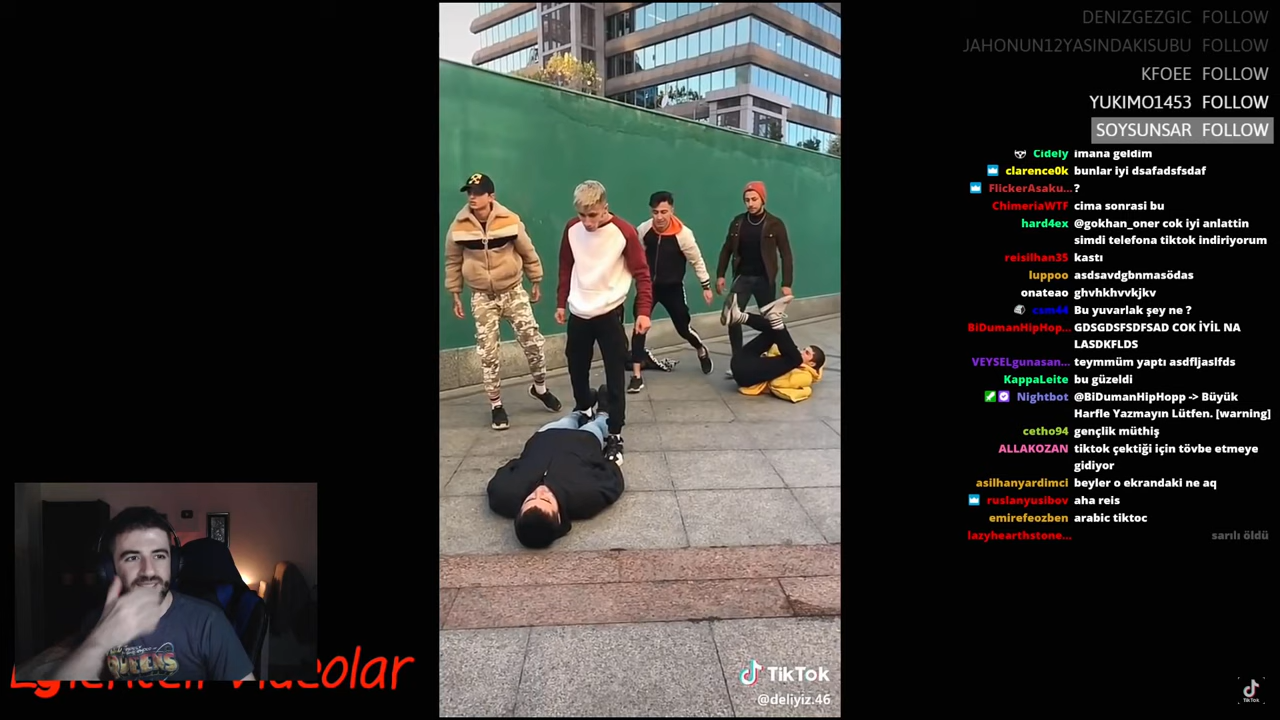 DENIZGEZGIC FOLLOW
JAHONUN12YASINDAKISUBU FOLLOW
KFOEE FOLLOW
YUKIMO1453 FOLLOW
SOYSUNSAR FOLLOW
Cidely imana geldim
clarence0k bunlar iyi dsafadsfsdaf
FlickerAsaku... ?
ChimeriaWTF cima sonrasi bu
hard4ex @gokhan_oner cok iyi anlattin
simdi telefona tiktok indiriyorum
reisilhan35 kastı
luppoo asdsavdgbnmasödas
onateao ghvhkhvvkjkv
csm44 Bu yuvarlak şey ne ?
BiDumanHipHop... GDSGDSFSDFSAD COK İYİL NA
LASDKFLDS
VEYSELgunasan... teymmüm yaptı asdfljaslfds
KappaLeite bu güzeldi
Nightbot @BiDumanHipHopp -> Büyük
Harfle Yazmayın Lütfen. [warning]
cetho94 gençlik müthiş
ALLAKOZAN tiktok çektiği için tövbe etmeye
gidiyor
asilhanyardimci beyler o ekrandaki ne aq
ruslanyusibov aha reis
emirefeozben arabic tiktoc
lazyhearthstone... sarılı öldü
QUEENS
Eğlenceli Videolar
TikTok
@deliyiz.46
TikTok